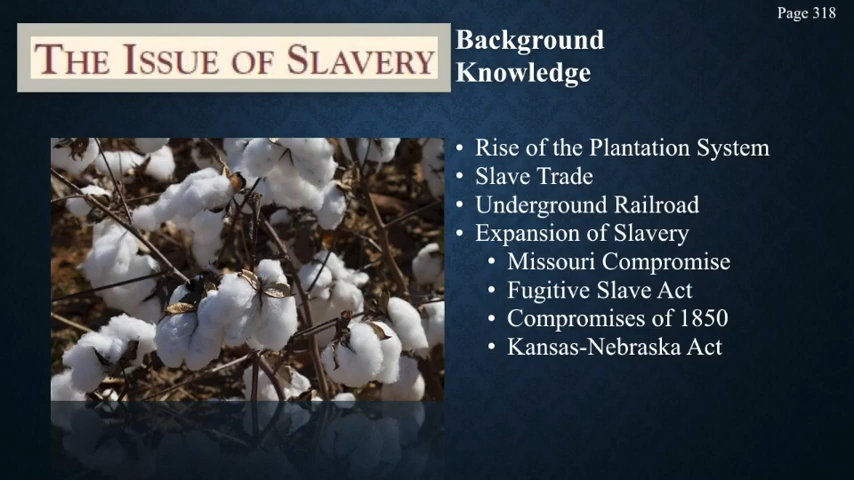 Page 318
THE ISSUE OF SLAVERY
Background
Knowledge
• Rise of the Plantation System
• Slave Trade
• Underground Railroad
• Expansion of Slavery
• Missouri Compromise
• Fugitive Slave Act
• Compromises of 1850
• Kansas-Nebraska Act